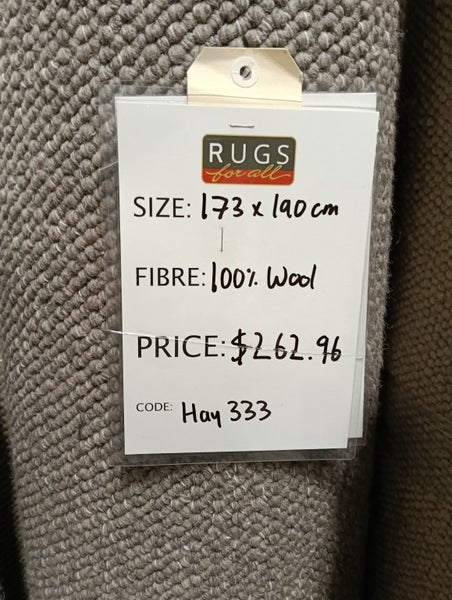 RUGS
for all
SIZE: 173 x 190 cm
FIBRE: 100% Wool
PRICE: $262.96
CODE: Hay 333